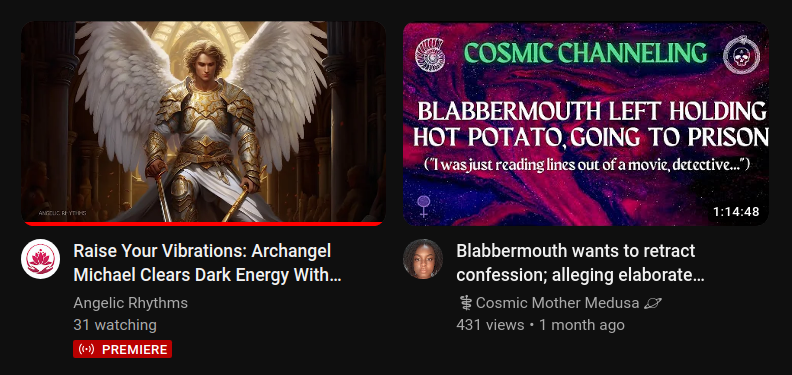 ANGELIC RHYTHMS
Raise Your Vibrations: Archangel
Michael Clears Dark Energy With...
Angelic Rhythms
31 watching
PREMIERE
COSMIC CHANNELING
BLABBERMOUTH LEFT HOLDING
HOT POTATO, GOING TO PRISON
("I was just reading lines out of a movie, detective...")
1:14:48
Blabbermouth wants to retract
confession; alleging elaborate...
⚕Cosmic Mother Medusa 🪐
431 views • 1 month ago